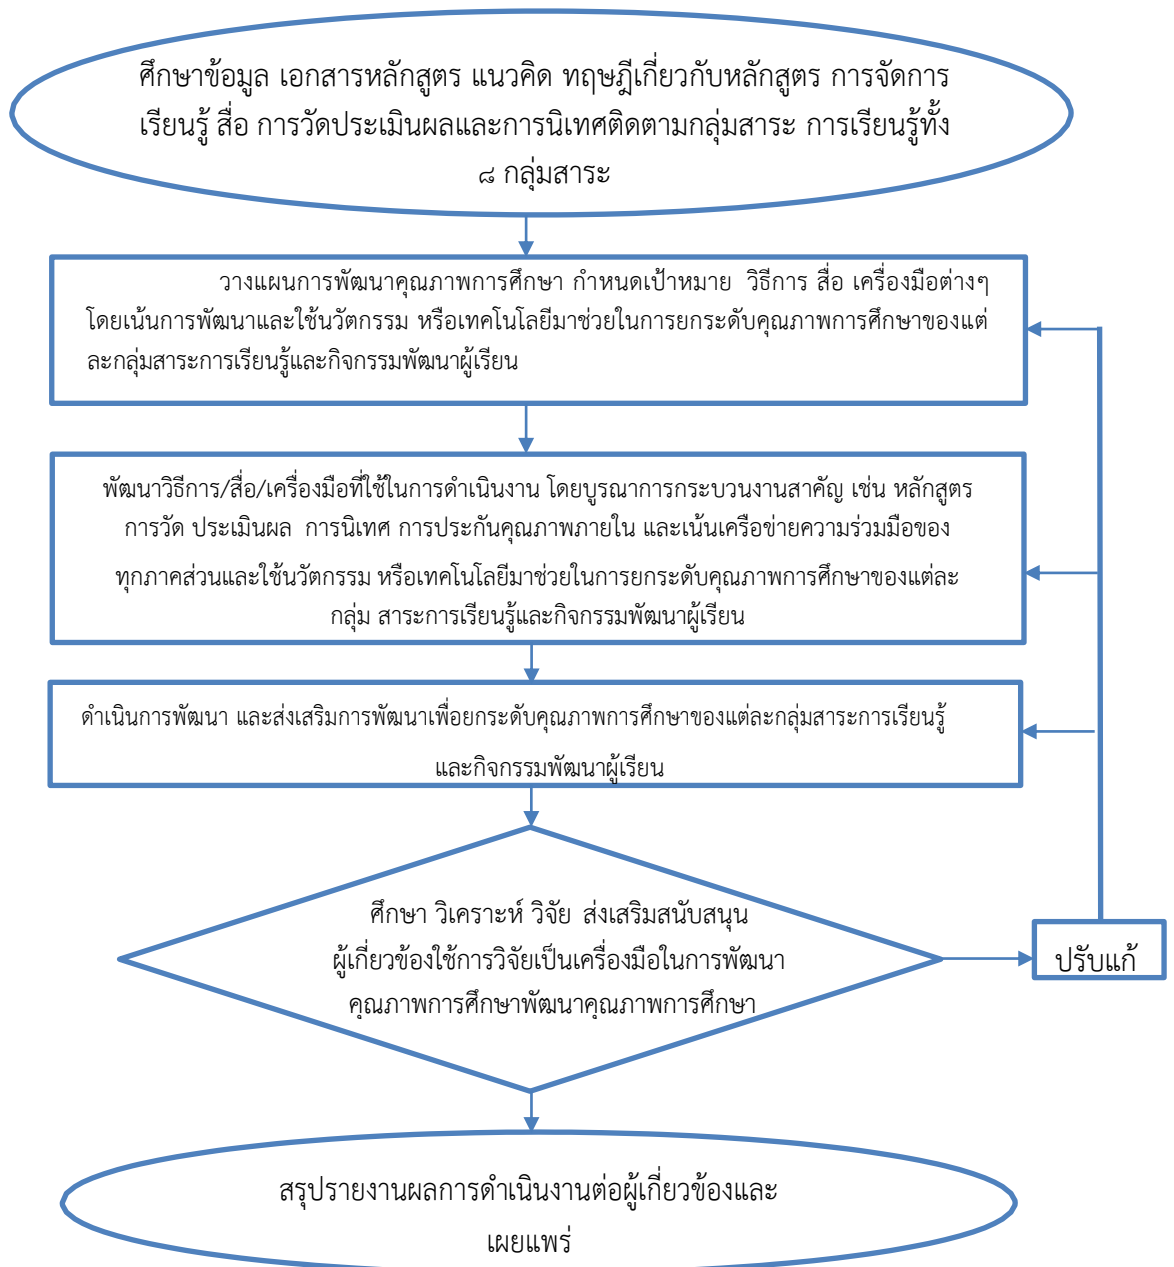 ศึกษาข้อมูล เอกสารหลักสูตร แนวคิด ทฤษฎีเกี่ยวกับหลักสูตร การจัดการ
เรียนรู้ สื่อ การวัดประเมินผลและการนิเทศติดตามกลุ่มสาระ การเรียนรู้ทั้ง
๘ กลุ่มสาระ
วางแผนการพัฒนาคุณภาพการศึกษา กำหนดเป้าหมาย วิธีการ สื่อ เครื่องมือต่างๆ
โดยเน้นการพัฒนาและใช้นวัตกรรม หรือเทคโนโลยีมาช่วยในการยกระดับคุณภาพการศึกษาของแต่
ละกลุ่มสาระการเรียนรู้และกิจกรรมพัฒนาผู้เรียน
พัฒนาวิธีการ/สื่อ/เครื่องมือที่ใช้ในการดำเนินงาน โดยบูรณาการกระบวนงานสาคัญ เช่น หลักสูตร
การวัด ประเมินผล การนิเทศ การประกันคุณภาพภายใน และเน้นเครือข่ายความร่วมมือของ
ทุกภาคส่วนและใช้นวัตกรรม หรือเทคโนโลยีมาช่วยในการยกระดับคุณภาพการศึกษาของแต่ละ
กลุ่ม สาระการเรียนรู้และกิจกรรมพัฒนาผู้เรียน
ดำเนินการพัฒนา และส่งเสริมการพัฒนาเพื่อยกระดับคุณภาพการศึกษาของแต่ละกลุ่มสาระการเรียนรู้
และกิจกรรมพัฒนาผู้เรียน
ศึกษา วิเคราะห์ วิจัย ส่งเสริมสนับสนุน
ผู้เกี่ยวข้องใช้การวิจัยเป็นเครื่องมือในการพัฒนา
คุณภาพการศึกษาพัฒนาคุณภาพการศึกษา
ปรับแก้
สรุปรายงานผลการดำเนินงานต่อผู้เกี่ยวข้องและ
เผยแพร่